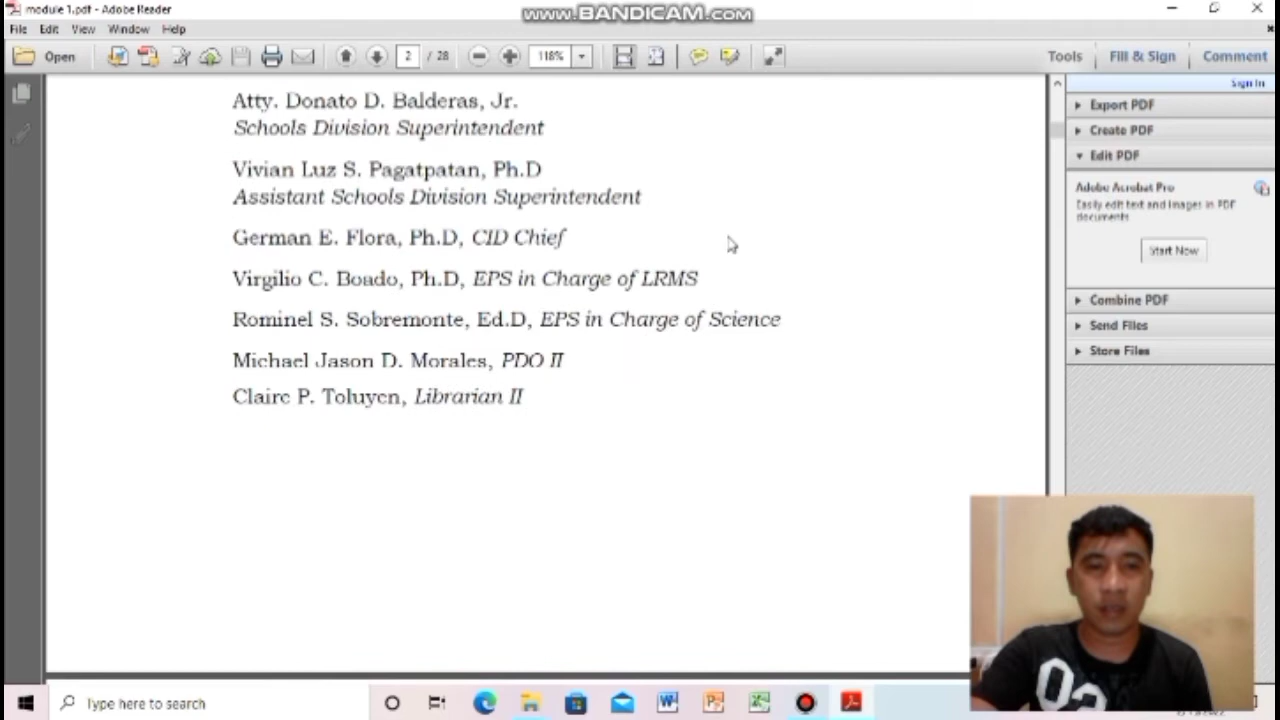 module 1.pdf - Adobe Reader
www.BANDICAM.com
File Edit View Window Help
Open
2 / 28
118%
Tools Fill & Sign Comment
Sign In
Atty. Donato D. Balderas, Jr.
Schools Division Superintendent
Vivian Luz S. Pagatpatan, Ph.D
Assistant Schools Division Superintendent
German E. Flora, Ph.D, CID Chief
Virgilio C. Boado, Ph.D, EPS in Charge of LRMS
Rominel S. Sobremonte, Ed.D, EPS in Charge of Science
Michael Jason D. Morales, PDO II
Claire P. Toluyen, Librarian II
Export PDF
Create PDF
Edit PDF
Adobe Acrobat Pro
Easily edit text and images in PDF
documents
Start Now
Combine PDF
Send Files
Store Files
02
Type here to search